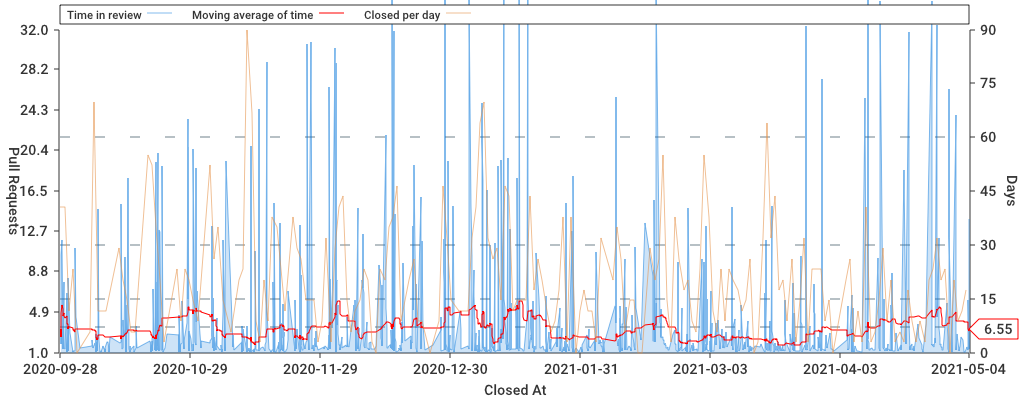 Time in review Moving average of time Closed per day
32.0 90
28.2 75
24.3
20.4 60
16.5 45
12.7 30
8.8
4.9 15
6.55
1.0 0
Pull Requests
Days
2020-09-28 2020-10-29 2020-11-29 2020-12-30 2021-01-31 2021-03-03 2021-04-03 2021-05-04
Closed At